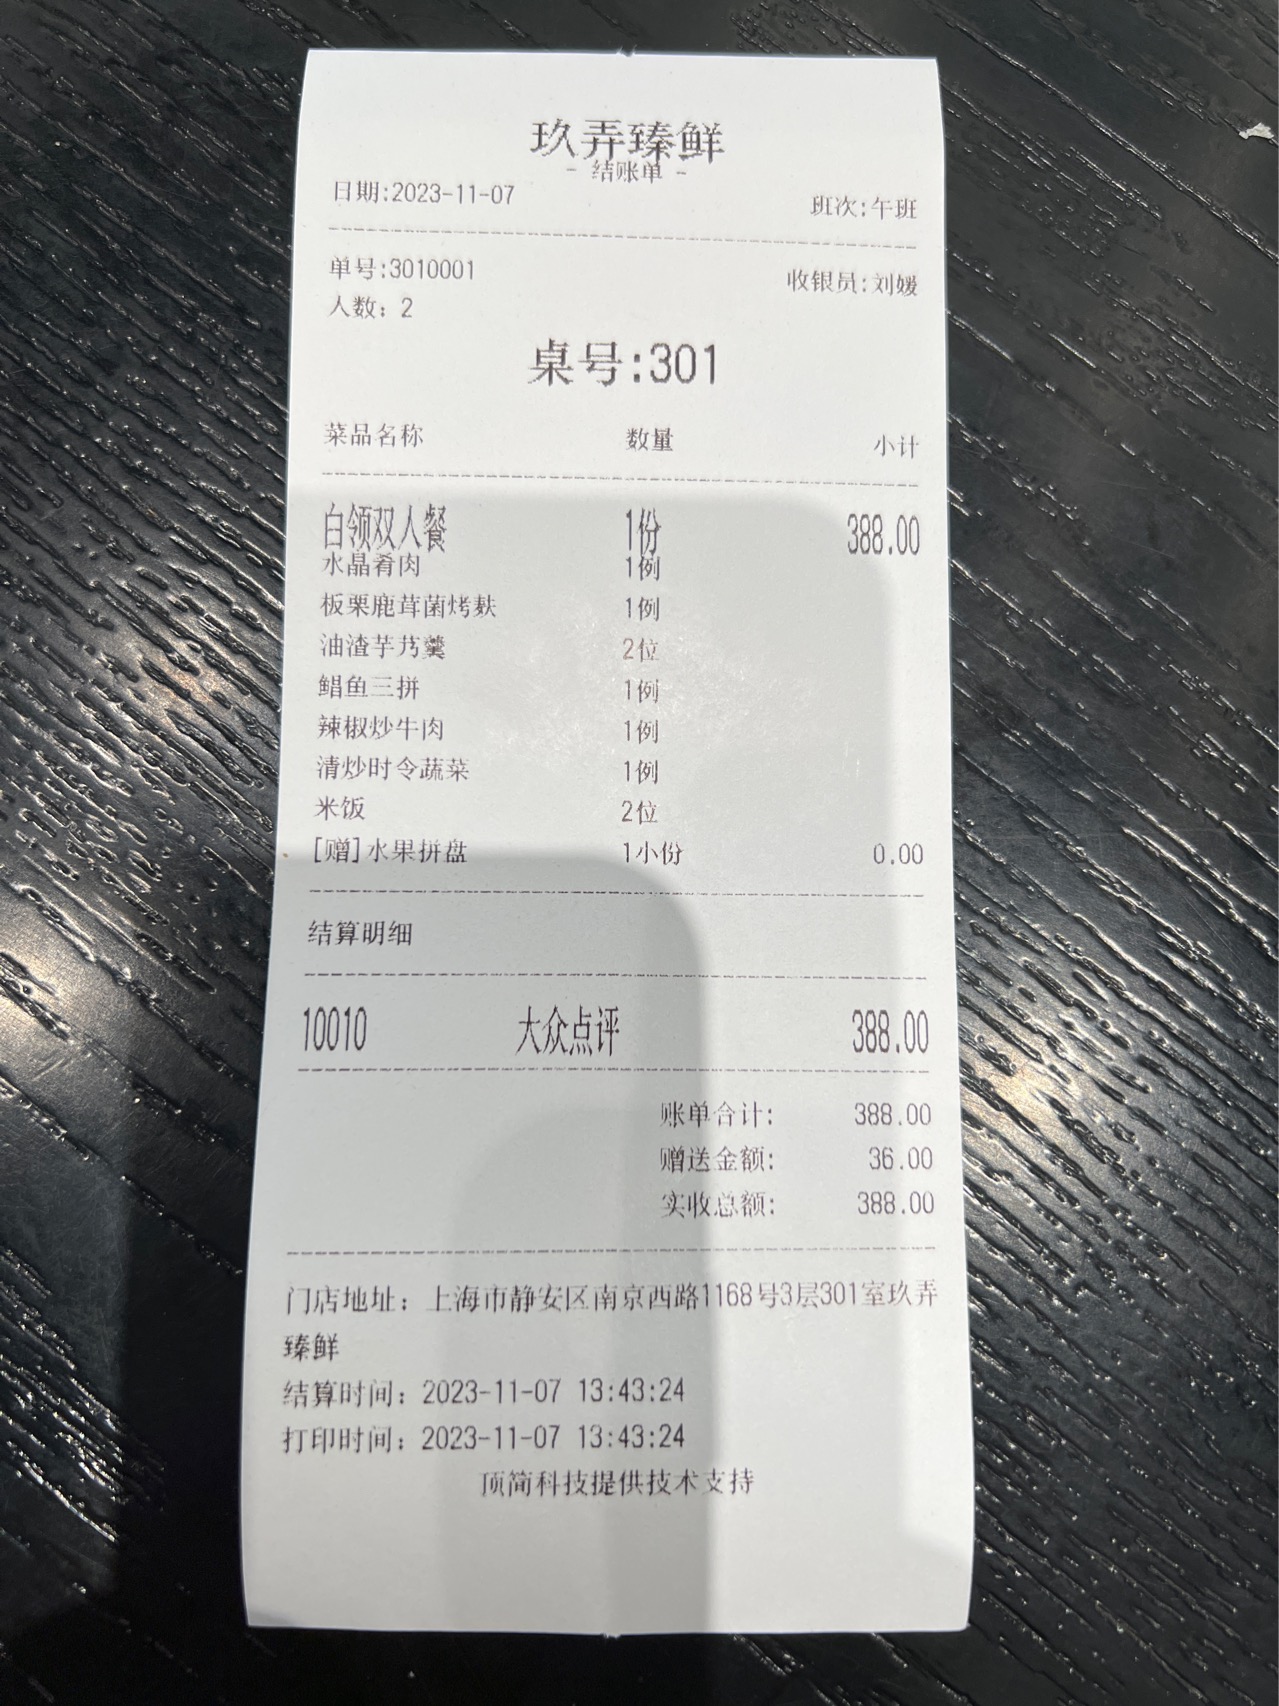 玖弄臻鲜
- 结账单 -
日期:2023-11-07 班次:午班
单号:3010001 收银员:刘媛
人数: 2
桌号:301
菜品名称 数量 小计
白领双人餐 1份 388.00
水晶肴肉 1例
板栗鹿茸菌烤麸 1例
油渣芋艿羹 2位
鲳鱼三拼 1例
辣椒炒牛肉 1例
清炒时令蔬菜 1例
米饭 2位
[赠]水果拼盘 1小份 0.00
结算明细
10010 大众点评 388.00
账单合计: 388.00
赠送金额: 36.00
实收总额: 388.00
门店地址: 上海市静安区南京西路1168号3层301室玖弄
臻鲜
结算时间: 2023-11-07 13:43:24
打印时间: 2023-11-07 13:43:24
顶简科技提供技术支持